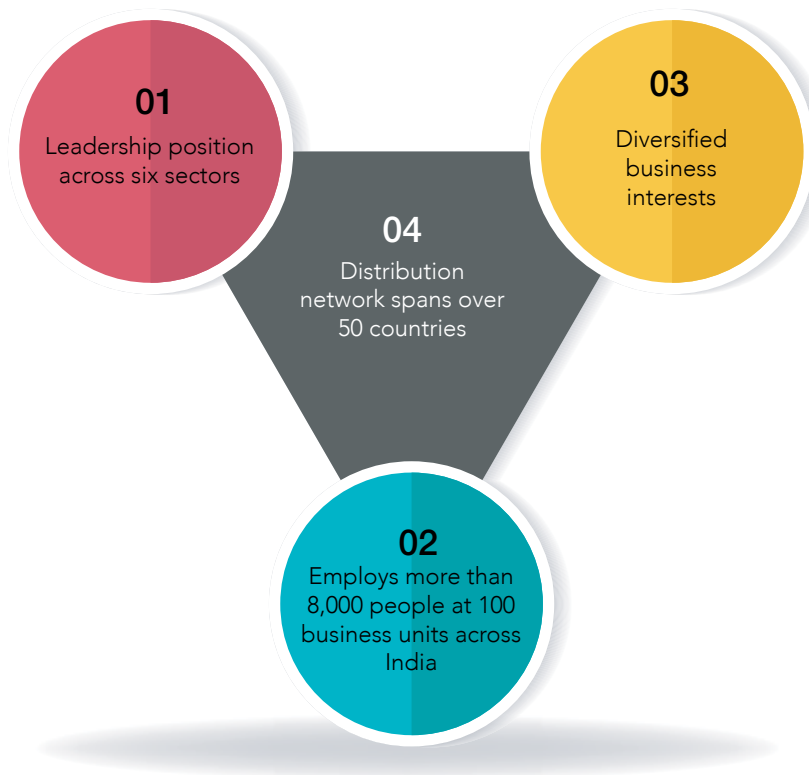 01
Leadership position
across six sectors
03
Diversified
business
interests
04
Distribution
network spans over
50 countries
02
Employs more than
8,000 people at 100
business units across
India